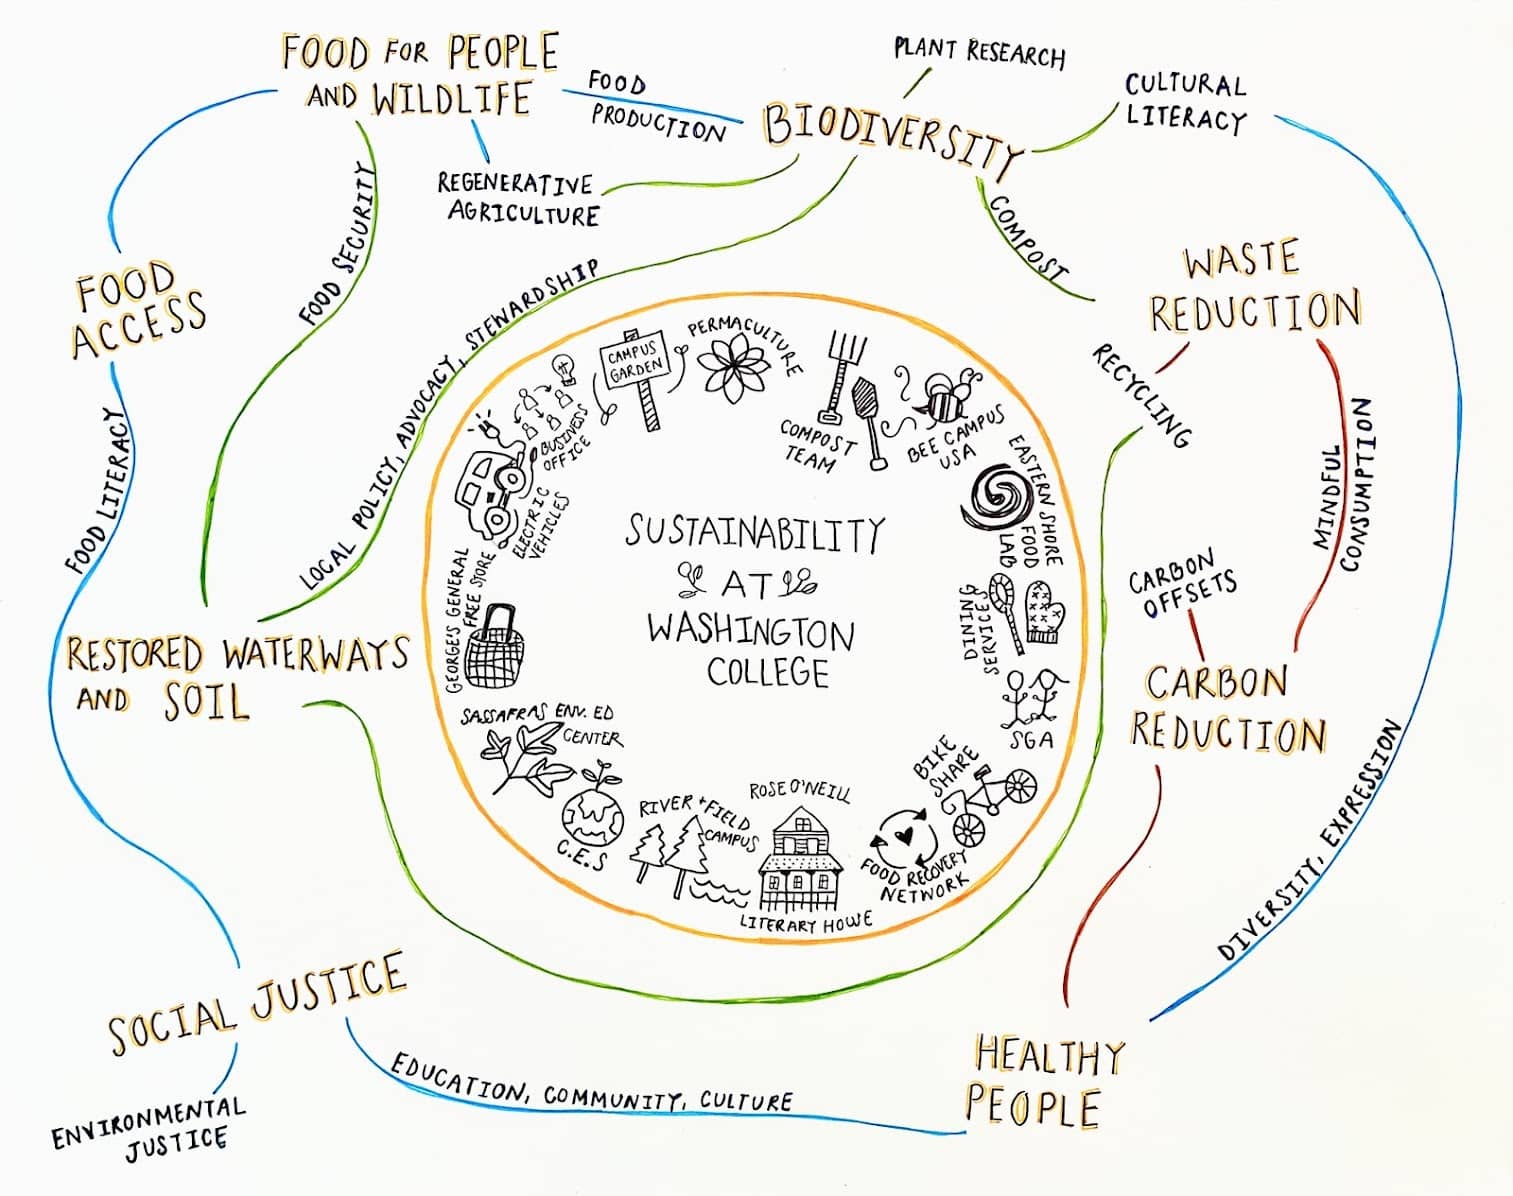 FOOD FOR PEOPLE
AND WILDLIFE
FOOD
PRODUCTION
PLANT RESEARCH
BIODIVERSITY
CULTURAL
LITERACY
REGENERATIVE
AGRICULTURE
FOOD SECURITY
COMPOST
FOOD
ACCESS
WASTE
REDUCTION
LOCAL POLICY, ADVOCACY, STEWARDSHIP
RECYCLING
MINDFUL
CONSUMPTION
FOOD LITERACY
CARBON
OFFSETS
RESTORED WATERWAYS
AND SOIL
CARBON
REDUCTION
DIVERSITY, EXPRESSION
SOCIAL JUSTICE
ENVIRONMENTAL
JUSTICE
EDUCATION, COMMUNITY, CULTURE
HEALTHY
PEOPLE
SUSTAINABILITY
AT
WASHINGTON
COLLEGE
CAMPUS
GARDEN
PERMACULTURE
COMPOST
TEAM
BEE CAMPUS
USA
EASTERN SHORE
FOOD
LAB
DINING
SERVICES
SGA
BIKE
SHARE
FOOD RECOVERY
NETWORK
ROSE O'NEILL
LITERARY HOWE
RIVER + FIELD
CAMPUS
C.E.S
SASSAFRAS ENV. ED
CENTER
GEORGE'S GENERAL
FREE STORE
ELECTRIC
VEHICLES
BUSINESS
OFFICE